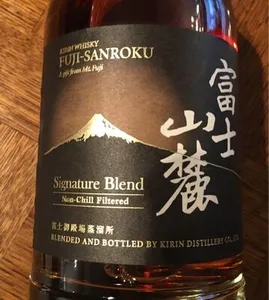 KIRIN WHISKY
FUJI-SANROKU
A gift from Mt. Fuji
富士
山麓
Signature Blend
Non-Chill Filtered
富士御殿場蒸溜所
BLENDED AND BOTTLED BY KIRIN DISTILLERY CO., LTD.